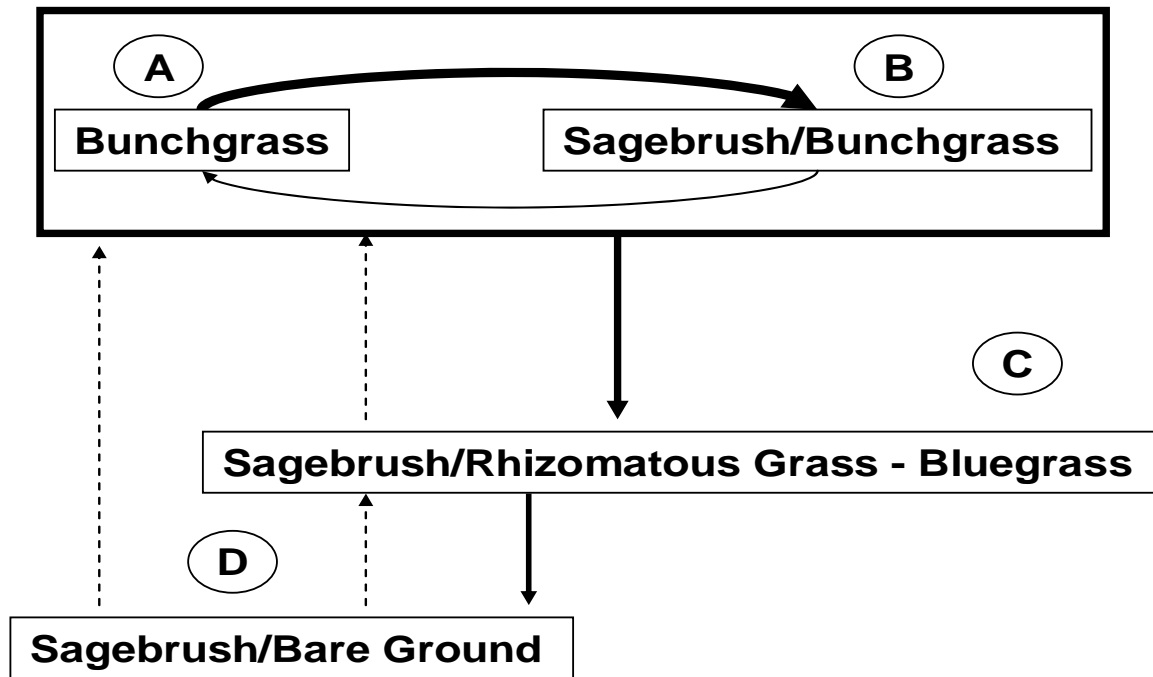 A
B
Bunchgrass
Sagebrush/Bunchgrass
C
Sagebrush/Rhizomatous Grass - Bluegrass
D
Sagebrush/Bare Ground